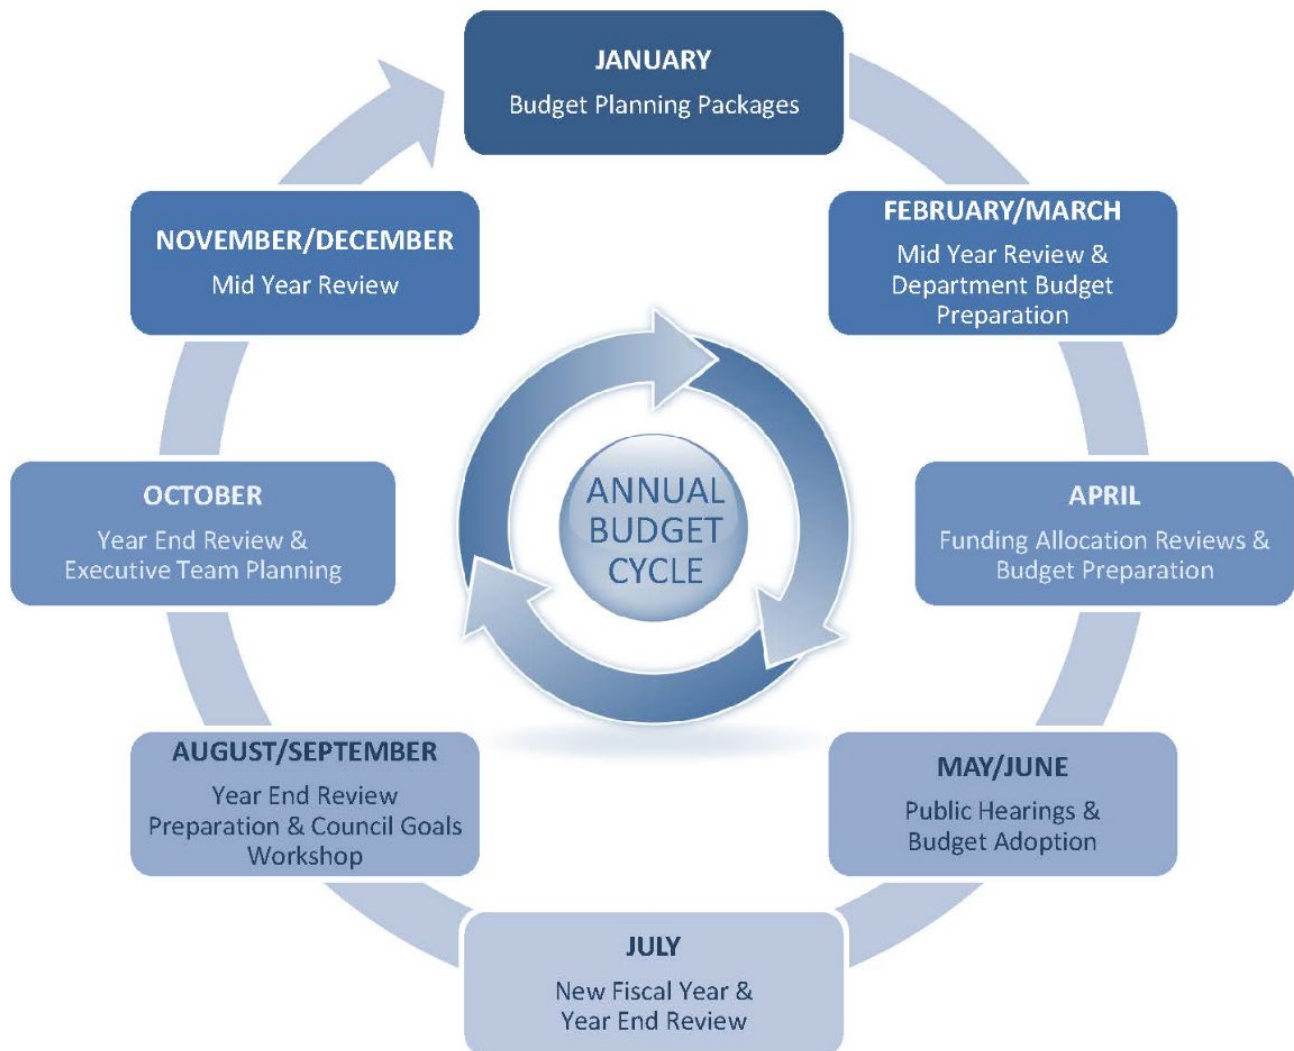 JANUARY
Budget Planning Packages
FEBRUARY/MARCH
Mid Year Review &
Department Budget
Preparation
APRIL
Funding Allocation Reviews &
Budget Preparation
MAY/JUNE
Public Hearings &
Budget Adoption
JULY
New Fiscal Year &
Year End Review
AUGUST/SEPTEMBER
Year End Review
Preparation & Council Goals
Workshop
OCTOBER
Year End Review &
Executive Team Planning
NOVEMBER/DECEMBER
Mid Year Review
ANNUAL
BUDGET
CYCLE